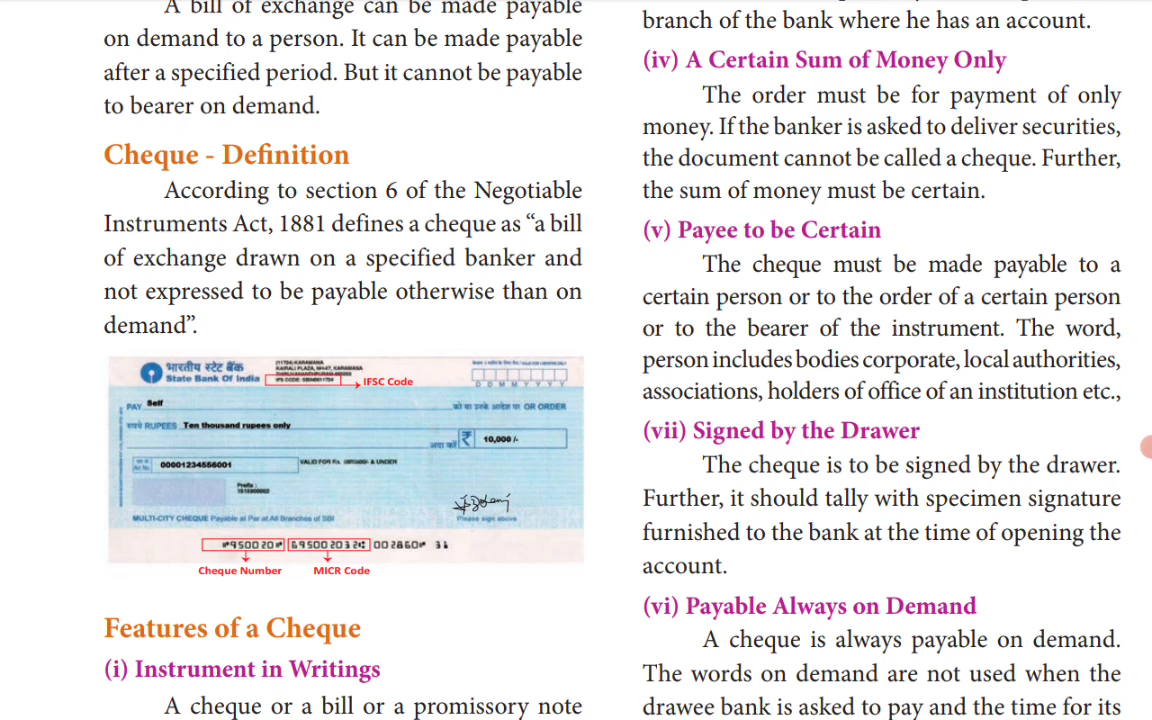 A bill of exchange can be made payable
on demand to a person. It can be made payable
after a specified period. But it cannot be payable
to bearer on demand.
Cheque - Definition
According to section 6 of the Negotiable
Instruments Act, 1881 defines a cheque as “a bill
of exchange drawn on a specified banker and
not expressed to be payable otherwise than on
demand”.
भारतीय स्टेट बैंक
State Bank Of India
IFSC Code
D D M M Y Y Y Y
PAY Self
OR ORDER
RUPEES Ten thousand rupees only
₹ 10,000 /-
00001234556001
VALID FOR Rs. & UNDER
MULTI-CITY CHEQUE Payable at Par at All Branches of SBI
Please sign above
Cheque Number
MICR Code
Features of a Cheque
(i) Instrument in Writings
A cheque or a bill or a promissory note
branch of the bank where he has an account.
(iv) A Certain Sum of Money Only
The order must be for payment of only
money. If the banker is asked to deliver securities,
the document cannot be called a cheque. Further,
the sum of money must be certain.
(v) Payee to be Certain
The cheque must be made payable to a
certain person or to the order of a certain person
or to the bearer of the instrument. The word,
person includes bodies corporate, local authorities,
associations, holders of office of an institution etc.,
(vii) Signed by the Drawer
The cheque is to be signed by the drawer.
Further, it should tally with specimen signature
furnished to the bank at the time of opening the
account.
(vi) Payable Always on Demand
A cheque is always payable on demand.
The words on demand are not used when the
drawee bank is asked to pay and the time for its